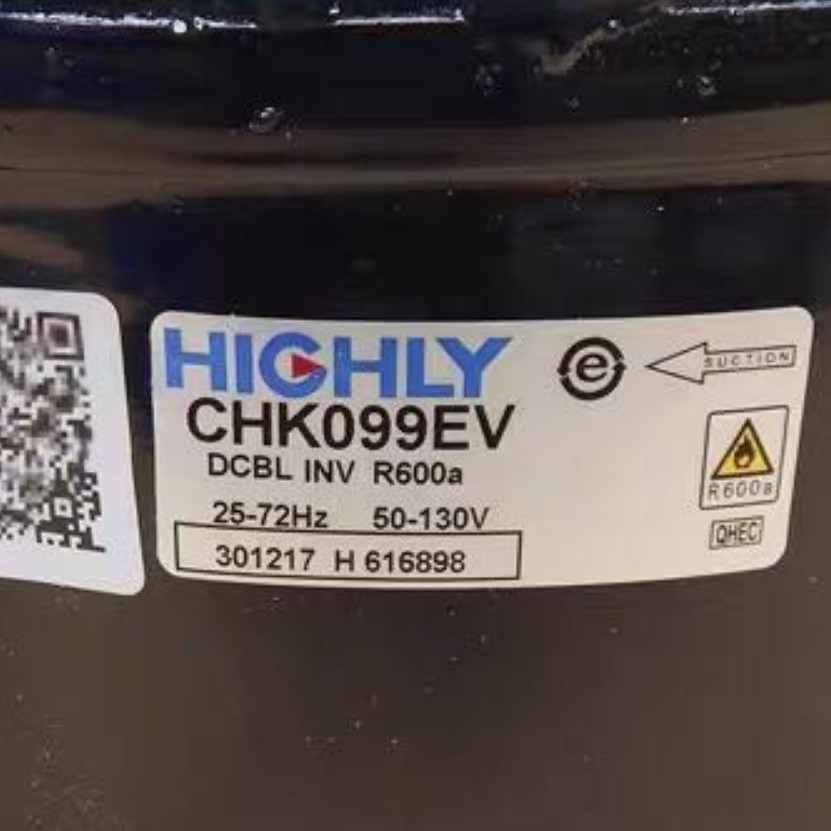 HIGHLY
e
SUCTION
CHK099EV
DCBL INV R600a
25-72Hz 50-130V
301217 H 616898
R600a
QHEC